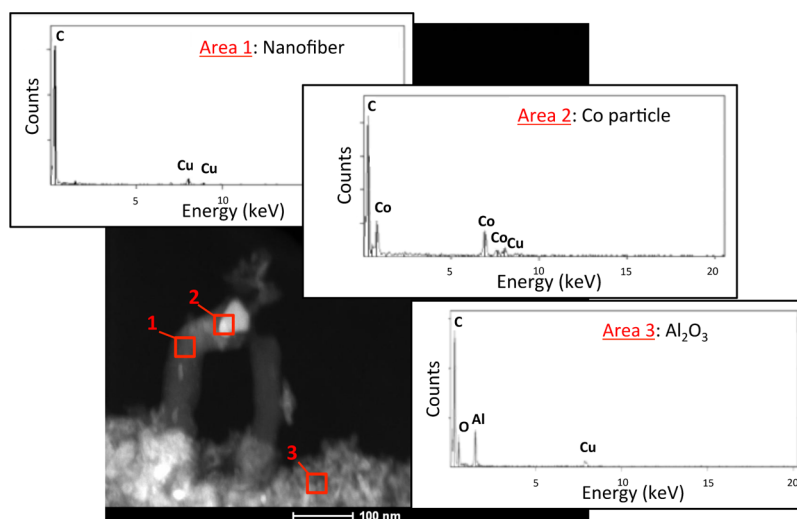 C
Area 1: Nanofiber
Counts
Cu Cu
5 10
Energy (keV)
C
Area 2: Co particle
Counts
Co
Co
Co Cu
5 10 15 20
Energy (keV)
C
Area 3: Al₂O₃
Counts
O Al
Cu
5 10 15 20
Energy (keV)
2
1
3
100 nm